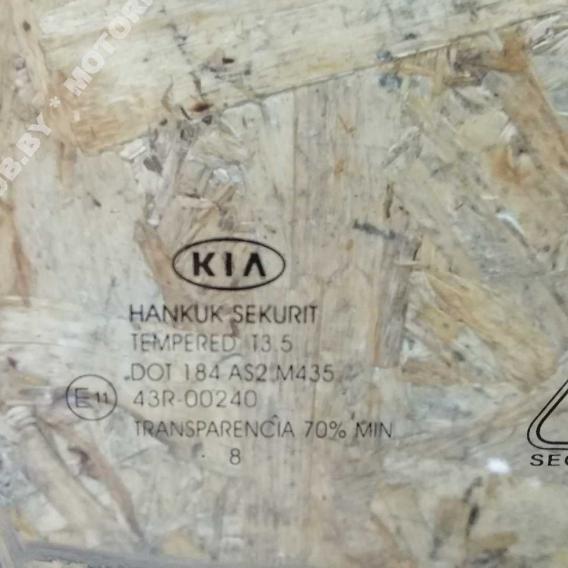 KIA
HANKUK SEKURIT
TEMPERED T3.5
DOT 184 AS2 M435
E11 43R-00240
TRANSPARENCIA 70% MIN
. 8